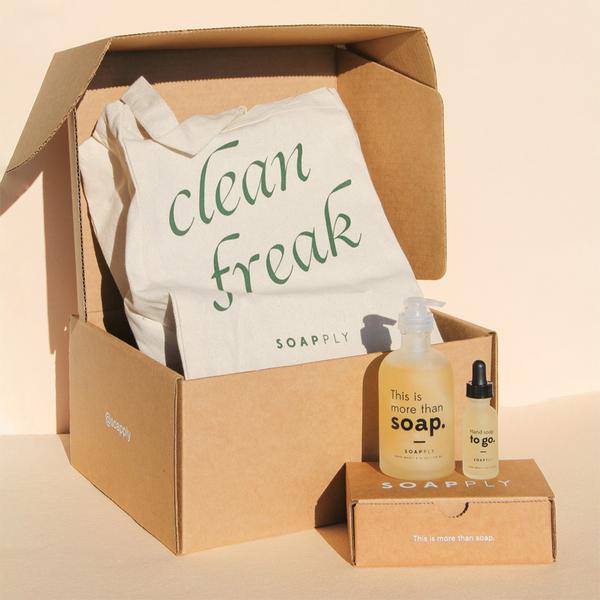 clean
freak
SOAPPLY
@soapply
This is
more than
soap.
SOAPPLY
Hand soap
to go.
SOAPPLY
SOAPPLY
This is more than soap.